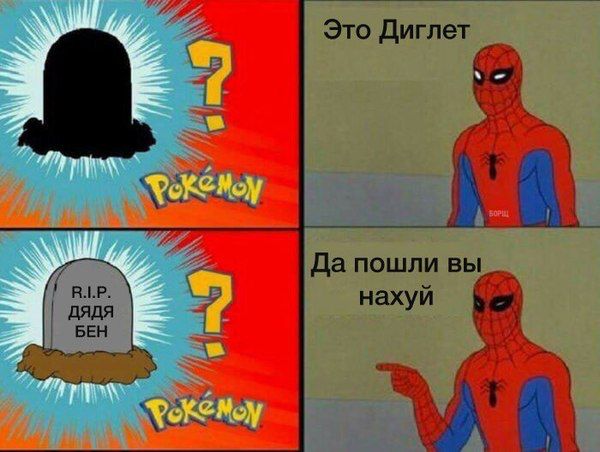 ?
POKéMON
Это Диглет
БОРЩ
R.I.P.
ДЯДЯ
БЕН
?
POKéMON
Да пошли вы
нахуй